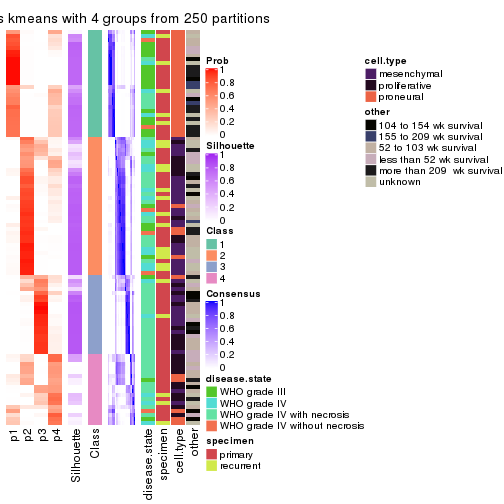 s kmeans with 4 groups from 250 partitions
Prob
1
0.8
0.6
0.4
0.2
0
Silhouette
1
0.8
0.6
0.4
0.2
0
Class
1
2
3
4
Consensus
1
0.8
0.6
0.4
0.2
0
disease.state
WHO grade III
WHO grade IV
WHO grade IV with necrosis
WHO grade IV without necrosis
specimen
primary
recurrent
cell.type
mesenchymal
proliferative
proneural
other
104 to 154 wk survival
155 to 209 wk survival
52 to 103 wk survival
less than 52 wk survival
more than 209 wk survival
unknown
p1
p2
p3
p4
Silhouette
Class
disease.state
specimen
cell.type
other